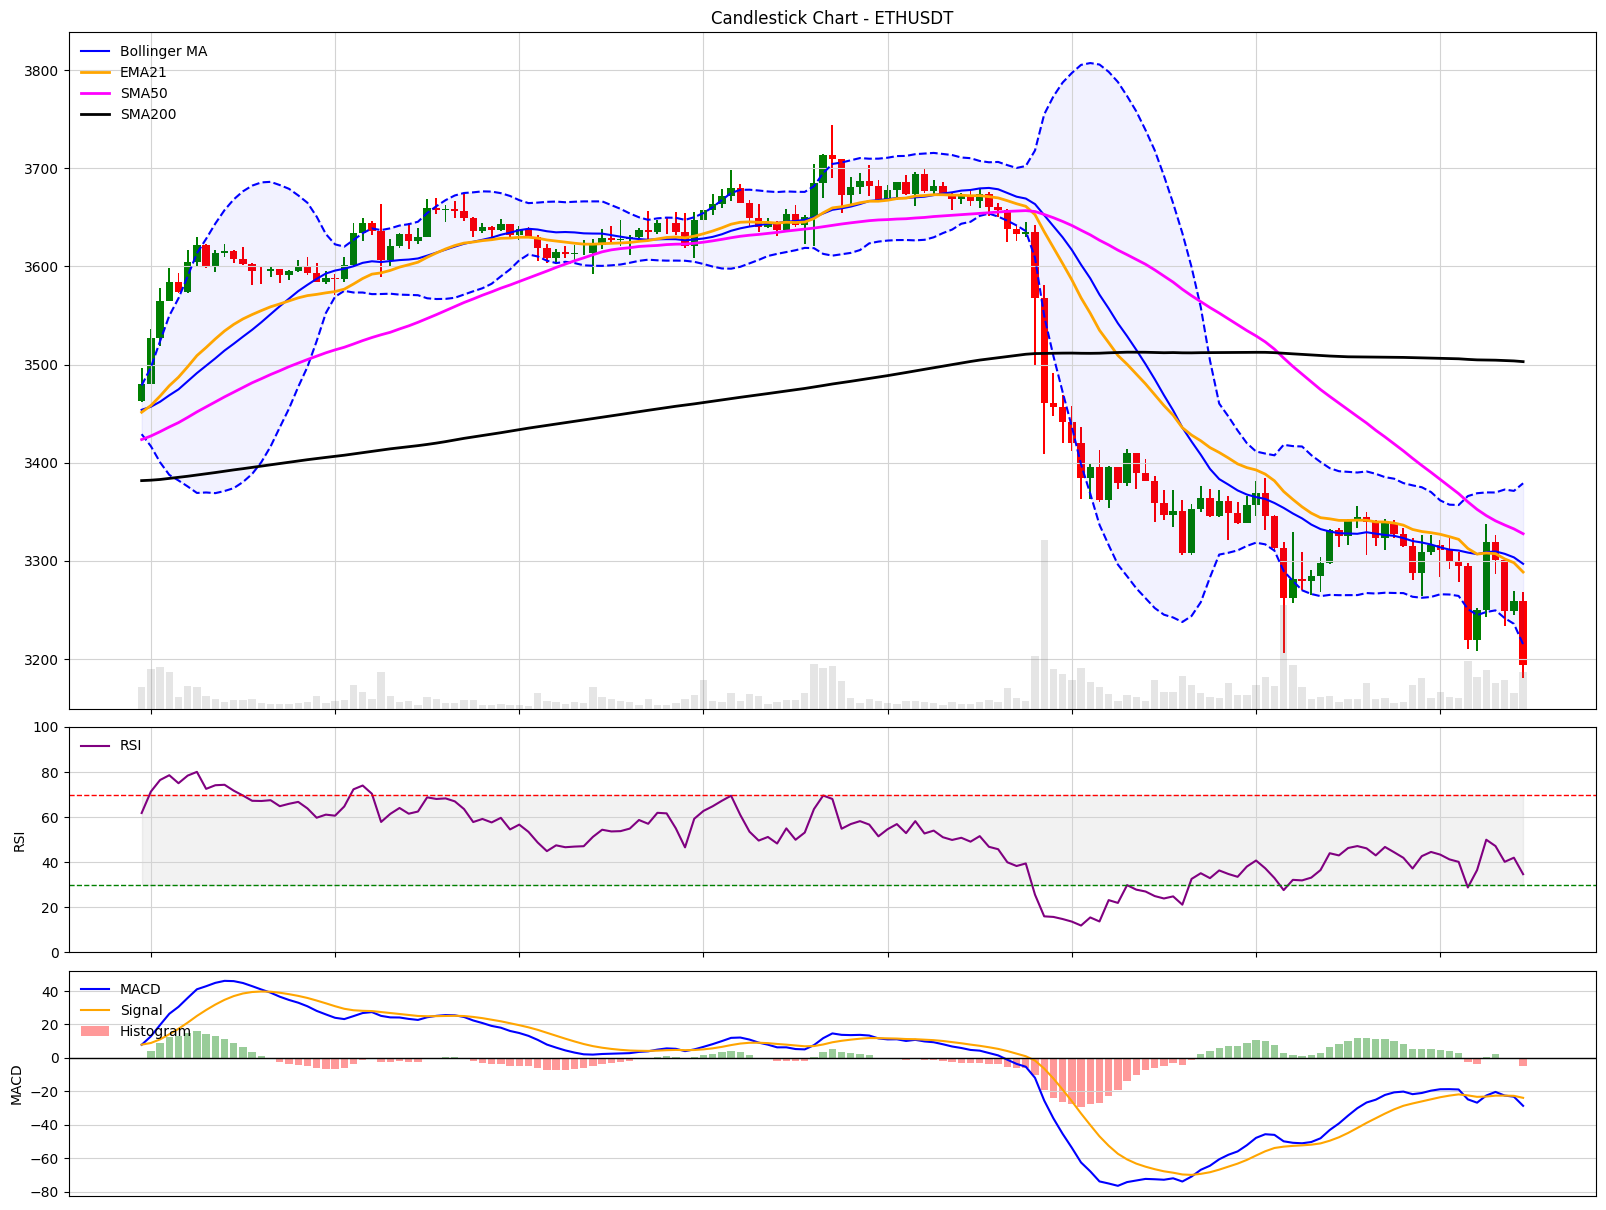 Candlestick Chart - ETHUSDT
Bollinger MA
EMA21
SMA50
SMA200
3800
3700
3600
3500
3400
3300
3200
RSI
100
80
60
40
20
0
RSI
MACD
Signal
Histogram
40
20
0
−20
−40
−60
−80
MACD